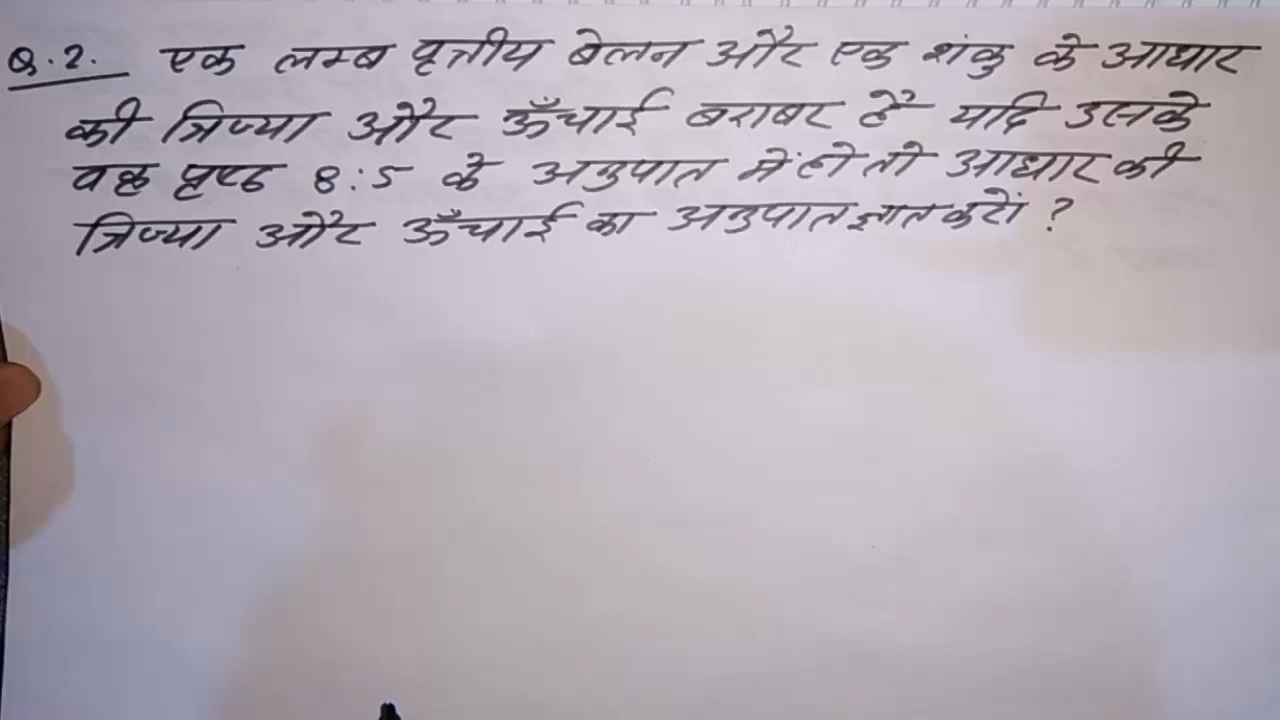 Q.2. एक लम्ब वृत्तीय बेलन और एक शंकु के आधार
की त्रिज्या और ऊँचाई बराबर है यदि उसके
वक्र पृष्ठ 8:5 के अनुपात में हो तो आधार की
त्रिज्या और ऊँचाई का अनुपात ज्ञात करों ?